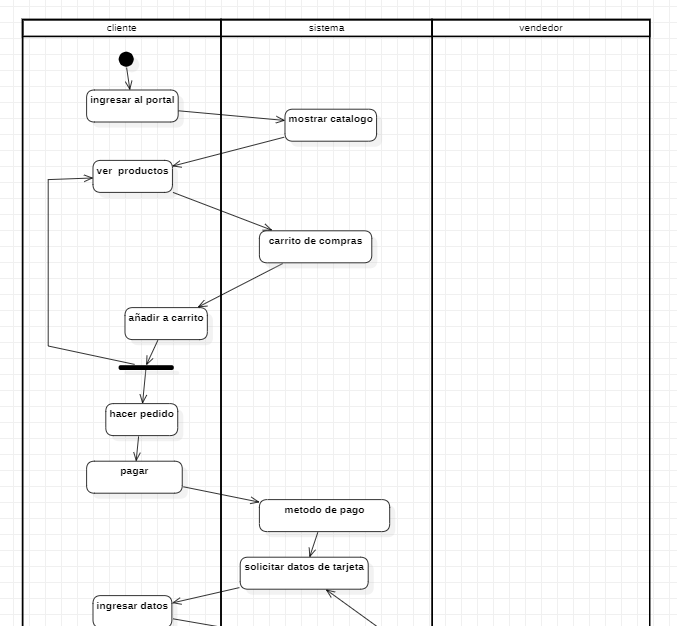 cliente
sistema
vendedor
ingresar al portal
mostrar catalogo
ver  productos
carrito de compras
añadir a carrito
hacer pedido
pagar
metodo de pago
solicitar datos de tarjeta
ingresar datos